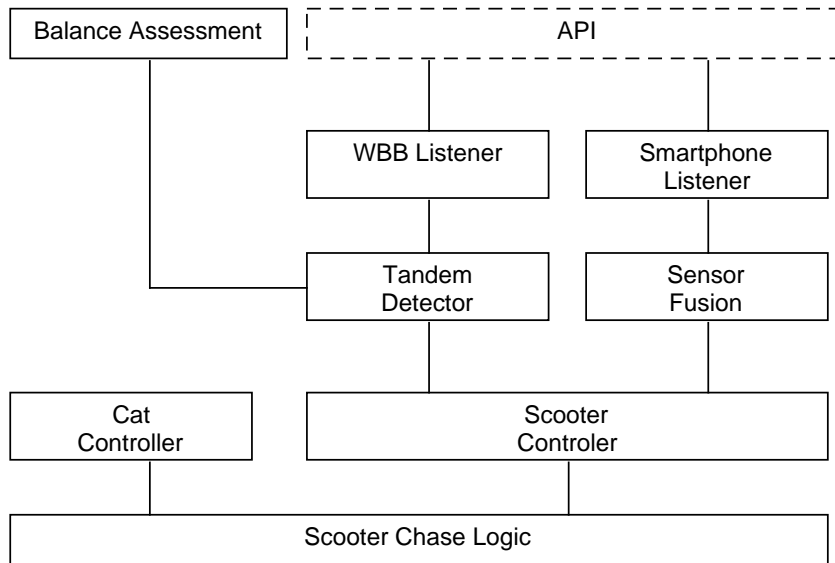 Balance Assessment
API
WBB Listener
Smartphone
Listener
Tandem
Detector
Sensor
Fusion
Cat
Controller
Scooter
Controler
Scooter Chase Logic